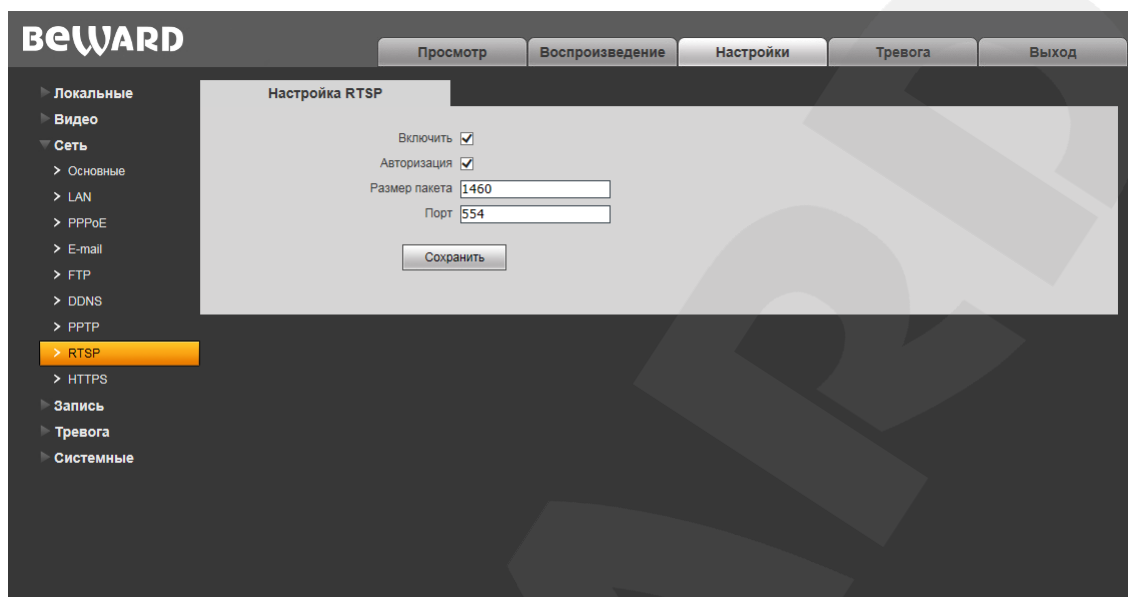 BEWARD
Просмотр Воспроизведение Настройки Тревога Выход
Локальные
Видео
Сеть
> Основные
> LAN
> PPPoE
> E-mail
> FTP
> DDNS
> PPTP
> RTSP
> HTTPS
Запись
Тревога
Системные
Настройка RTSP
Включить
Авторизация
Размер пакета 1460
Порт 554
Сохранить